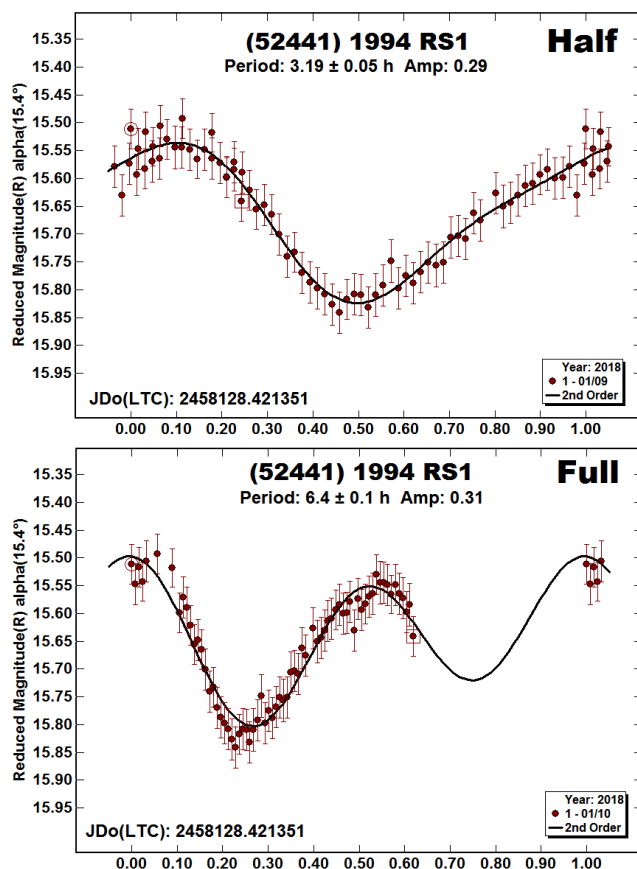 (52441) 1994 RS1
Half
Period: 3.19 ± 0.05 h Amp: 0.29
Reduced Magnitude(R) alpha(15.4°)
15.35
15.40
15.45
15.50
15.55
15.60
15.65
15.70
15.75
15.80
15.85
15.90
15.95
Year: 2018
1 - 01/09
2nd Order
JDo(LTC): 2458128.421351
0.00 0.10 0.20 0.30 0.40 0.50 0.60 0.70 0.80 0.90 1.00
(52441) 1994 RS1
Full
Period: 6.4 ± 0.1 h Amp: 0.31
Reduced Magnitude(R) alpha(15.4°)
15.35
15.40
15.45
15.50
15.55
15.60
15.65
15.70
15.75
15.80
15.85
15.90
15.95
Year: 2018
1 - 01/10
2nd Order
JDo(LTC): 2458128.421351
0.00 0.10 0.20 0.30 0.40 0.50 0.60 0.70 0.80 0.90 1.00